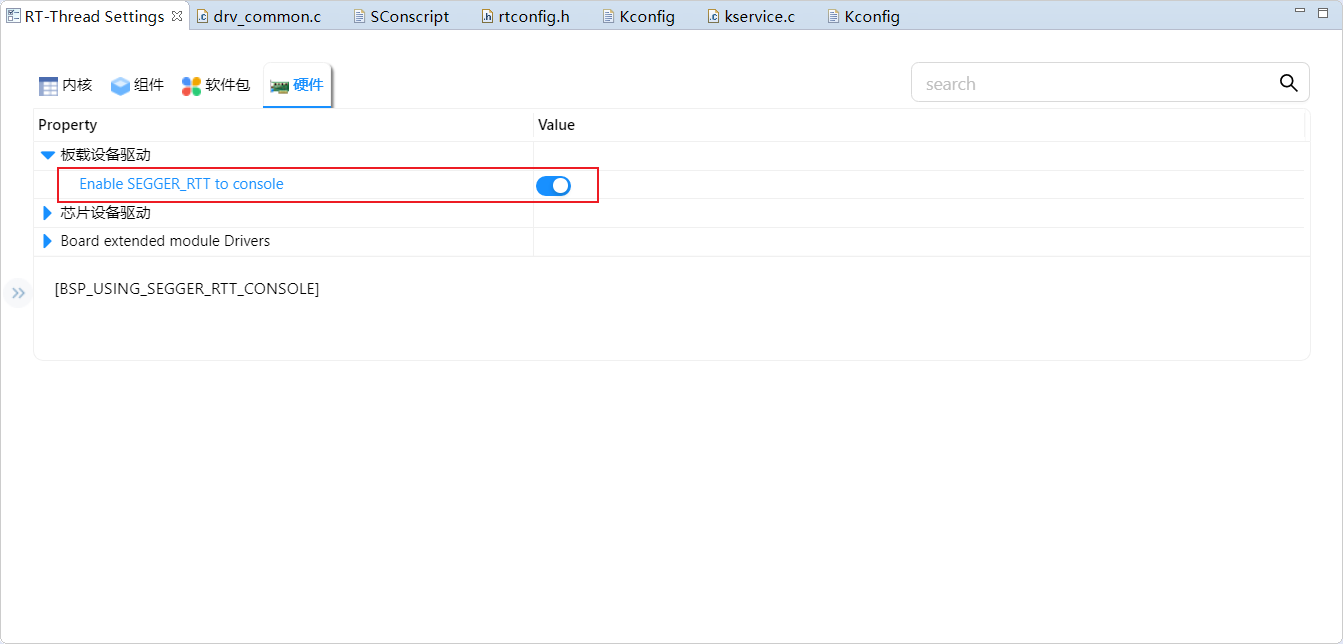 RT-Thread Settings drv_common.c SConscript rtconfig.h Kconfig kservice.c Kconfig
内核 组件 软件包 硬件 search
Property Value
板载设备驱动
Enable SEGGER_RTT to console
芯片设备驱动
Board extended module Drivers
[BSP_USING_SEGGER_RTT_CONSOLE]